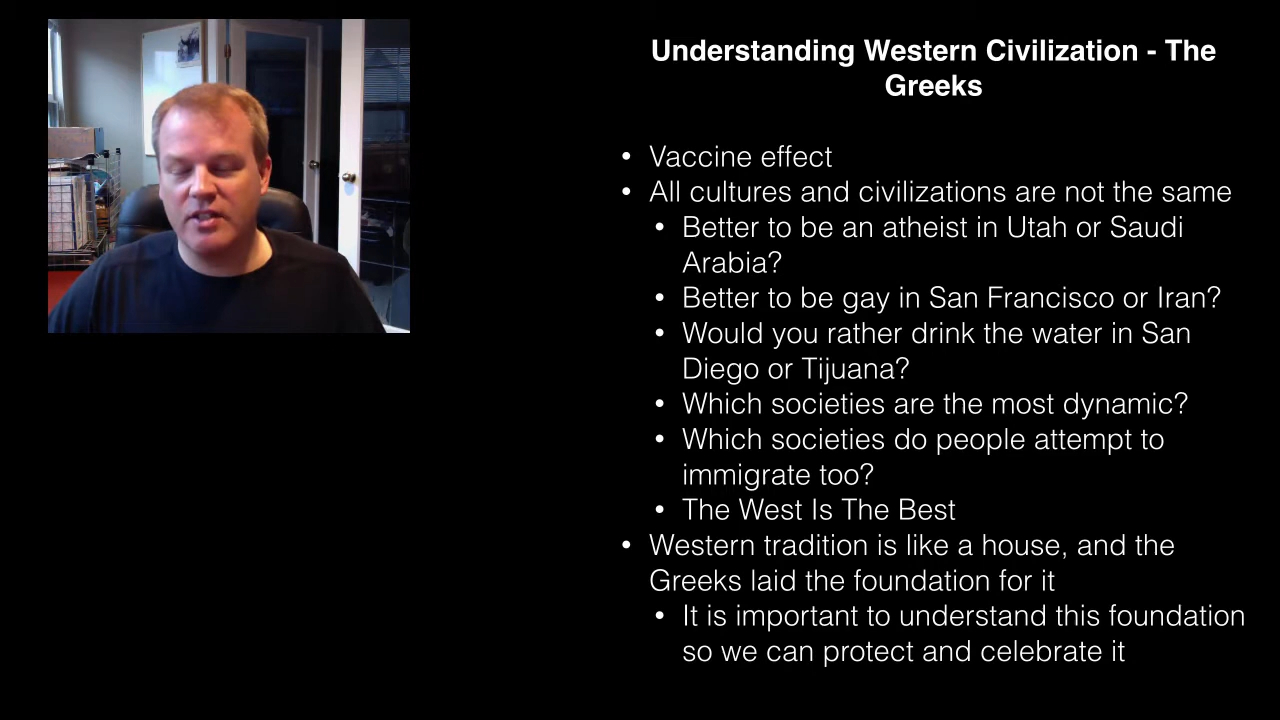 Understanding Western Civilization - The
Greeks
• Vaccine effect
• All cultures and civilizations are not the same
• Better to be an atheist in Utah or Saudi
Arabia?
• Better to be gay in San Francisco or Iran?
• Would you rather drink the water in San
Diego or Tijuana?
• Which societies are the most dynamic?
• Which societies do people attempt to
immigrate too?
• The West Is The Best
• Western tradition is like a house, and the
Greeks laid the foundation for it
• It is important to understand this foundation
so we can protect and celebrate it